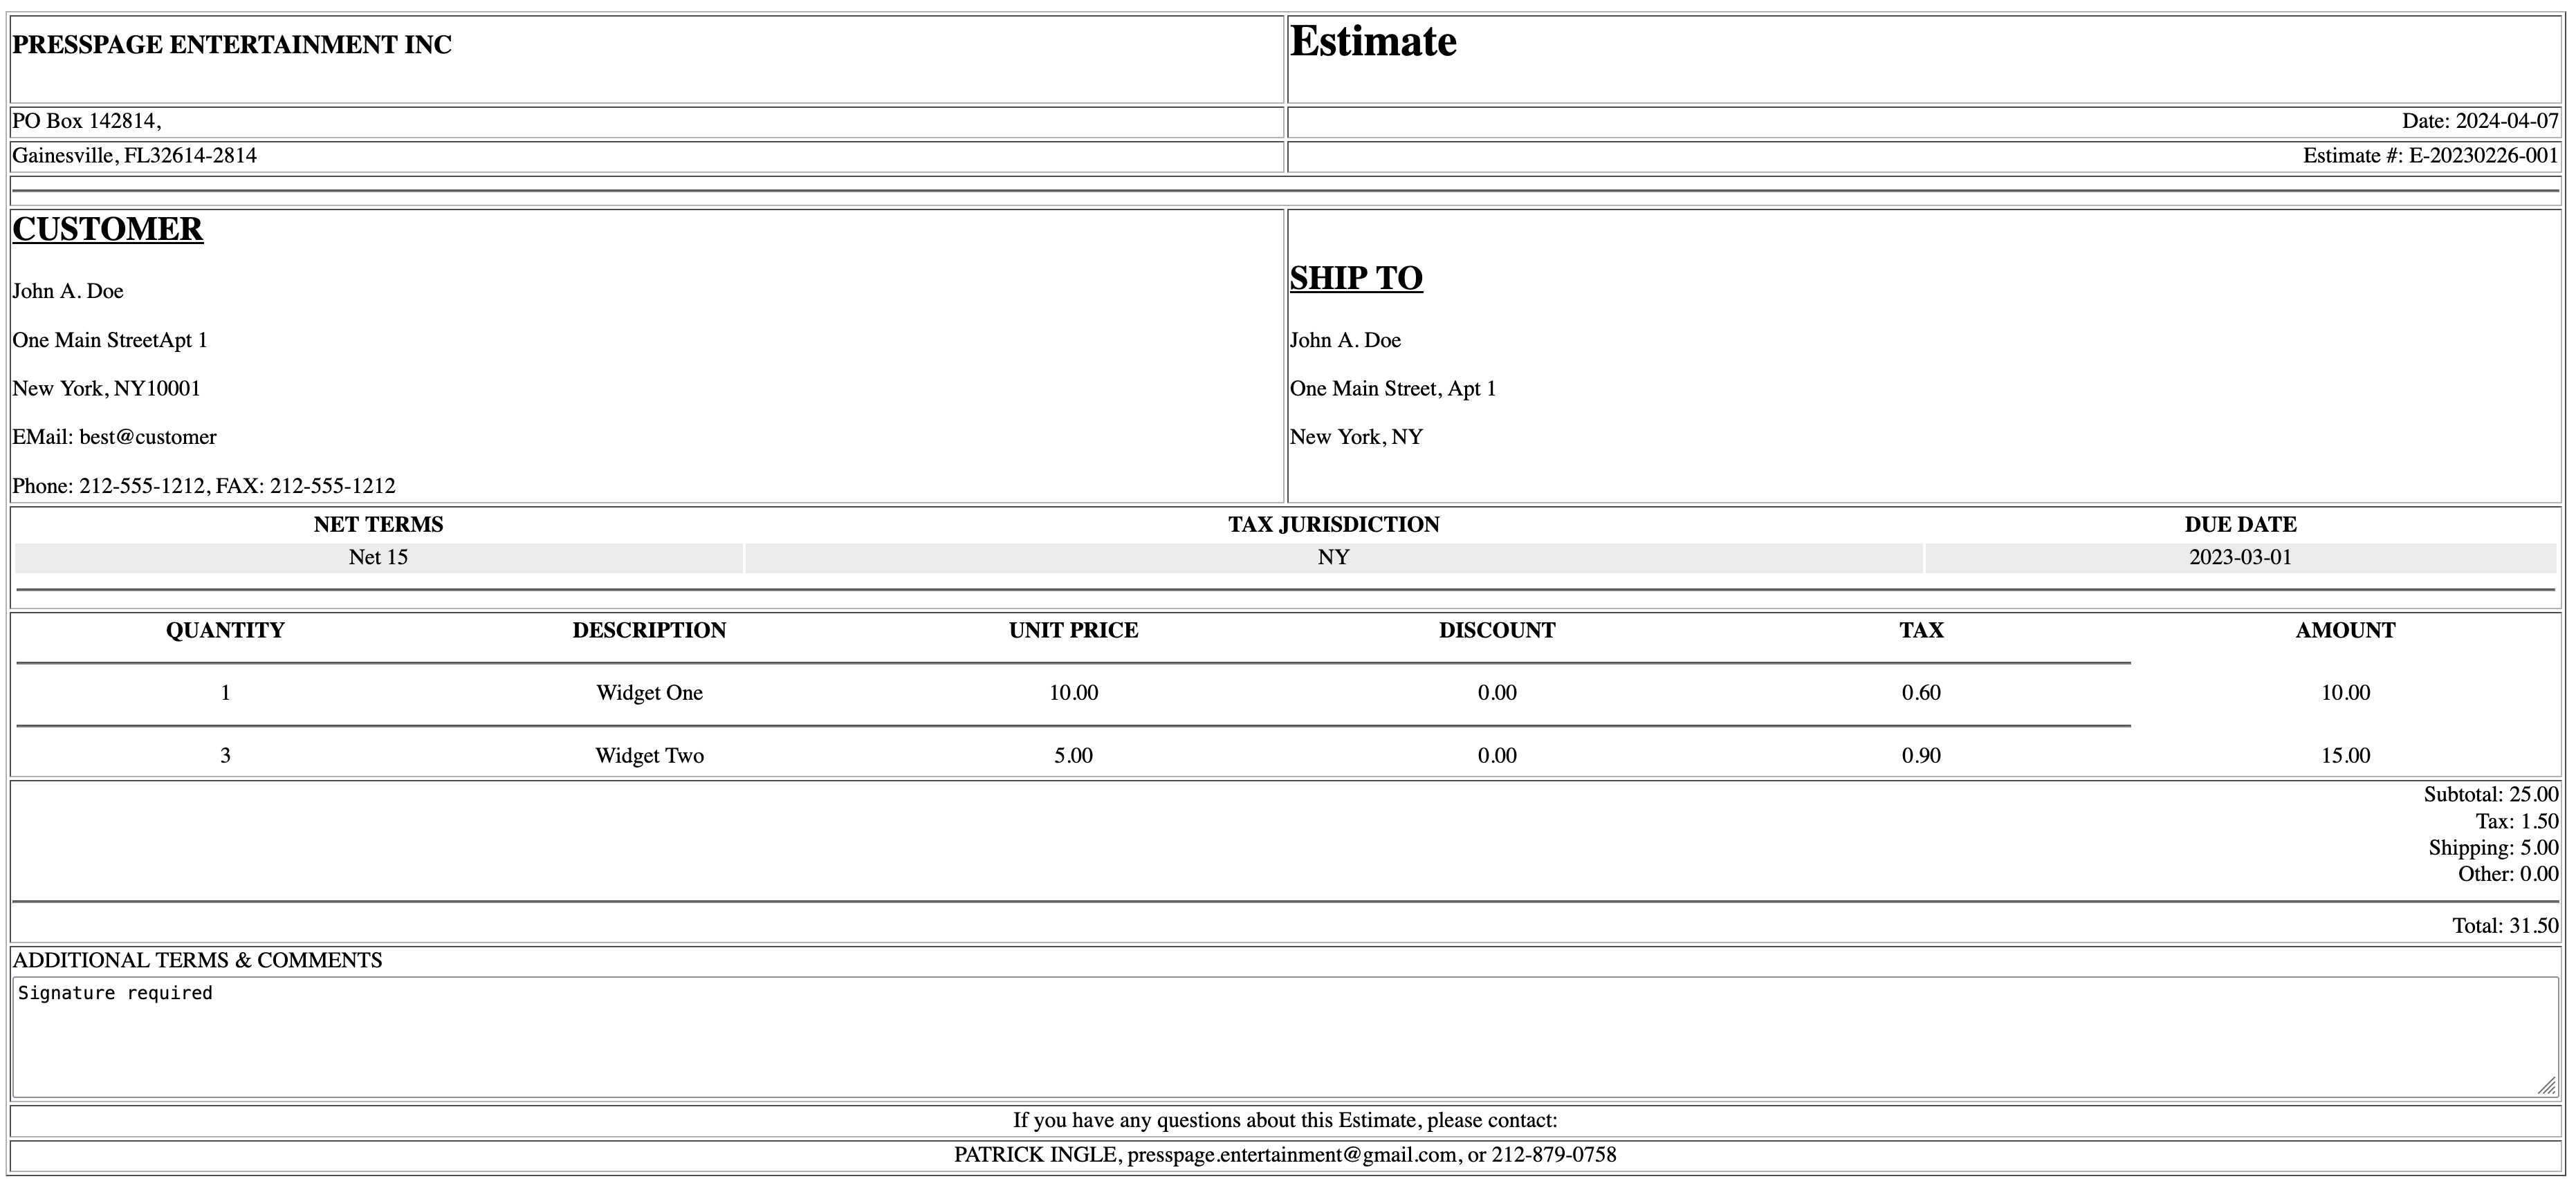 PRESSPAGE ENTERTAINMENT INC
Estimate
PO Box 142814,
Date: 2024-04-07
Gainesville, FL32614-2814
Estimate #: E-20230226-001
CUSTOMER
John A. Doe
One Main StreetApt 1
New York, NY10001
EMail: best@customer
Phone: 212-555-1212, FAX: 212-555-1212
SHIP TO
John A. Doe
One Main Street, Apt 1
New York, NY
NET TERMS TAX JURISDICTION DUE DATE
Net 15 NY 2023-03-01
QUANTITY DESCRIPTION UNIT PRICE DISCOUNT TAX AMOUNT
1 Widget One 10.00 0.00 0.60 10.00
3 Widget Two 5.00 0.00 0.90 15.00
Subtotal: 25.00
Tax: 1.50
Shipping: 5.00
Other: 0.00
Total: 31.50
ADDITIONAL TERMS & COMMENTS
Signature required
If you have any questions about this Estimate, please contact:
PATRICK INGLE, presspage.entertainment@gmail.com, or 212-879-0758